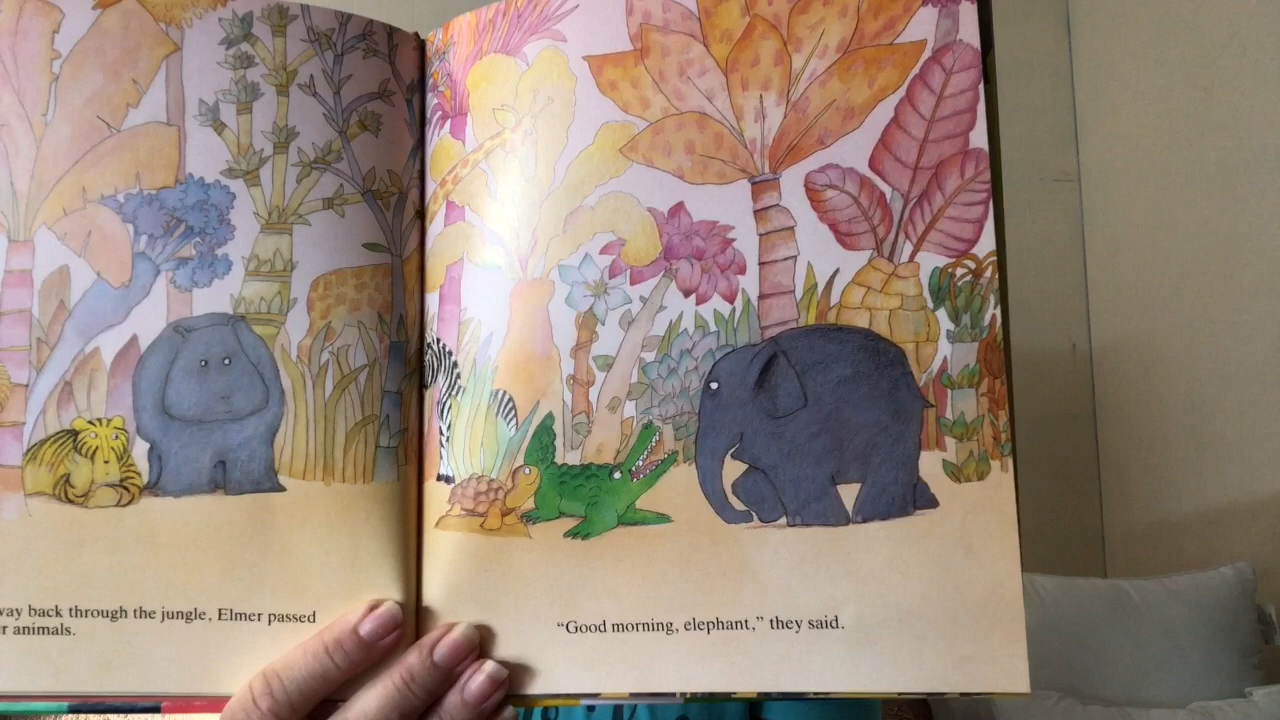 way back through the jungle, Elmer passed
r animals.
“Good morning, elephant,” they said.